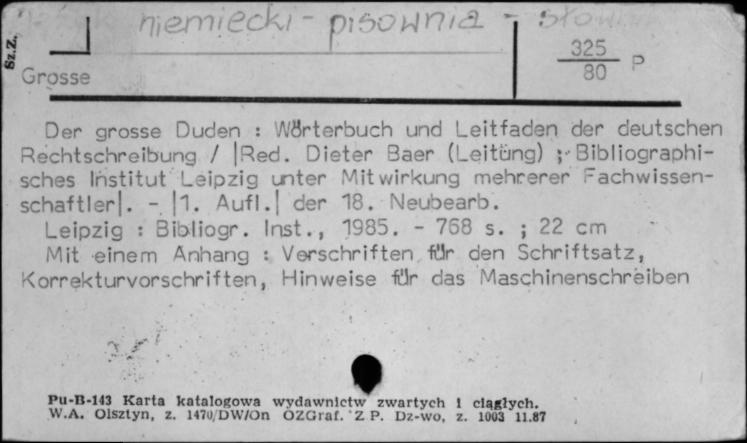 niemiecki - pisownia -
Sz.Z.
325
80 P
Grosse
Der grosse Duden : Wörterbuch und Leitfaden der deutschen
Rechtschreibung / |Red. Dieter Baer (Leitüng) ; Bibliographi-
sches Institut Leipzig unter Mitwirkung mehrerer Fachwissen-
schaftler|. - |1. Aufl.| der 18. Neubearb.
Leipzig : Bibliogr. Inst., 1985. - 768 s. ; 22 cm
Mit einem Anhang : Verschriften für den Schriftsatz,
Korrekturvorschriften, Hinweise für das Maschinenschreiben
Pu-B-143 Karta katalogowa wydawnictw zwartych i ciągłych.
W.A. Olsztyn, z. 1470/DW/On OZGraf. Z P. Dz-wo, z. 1003 11.87